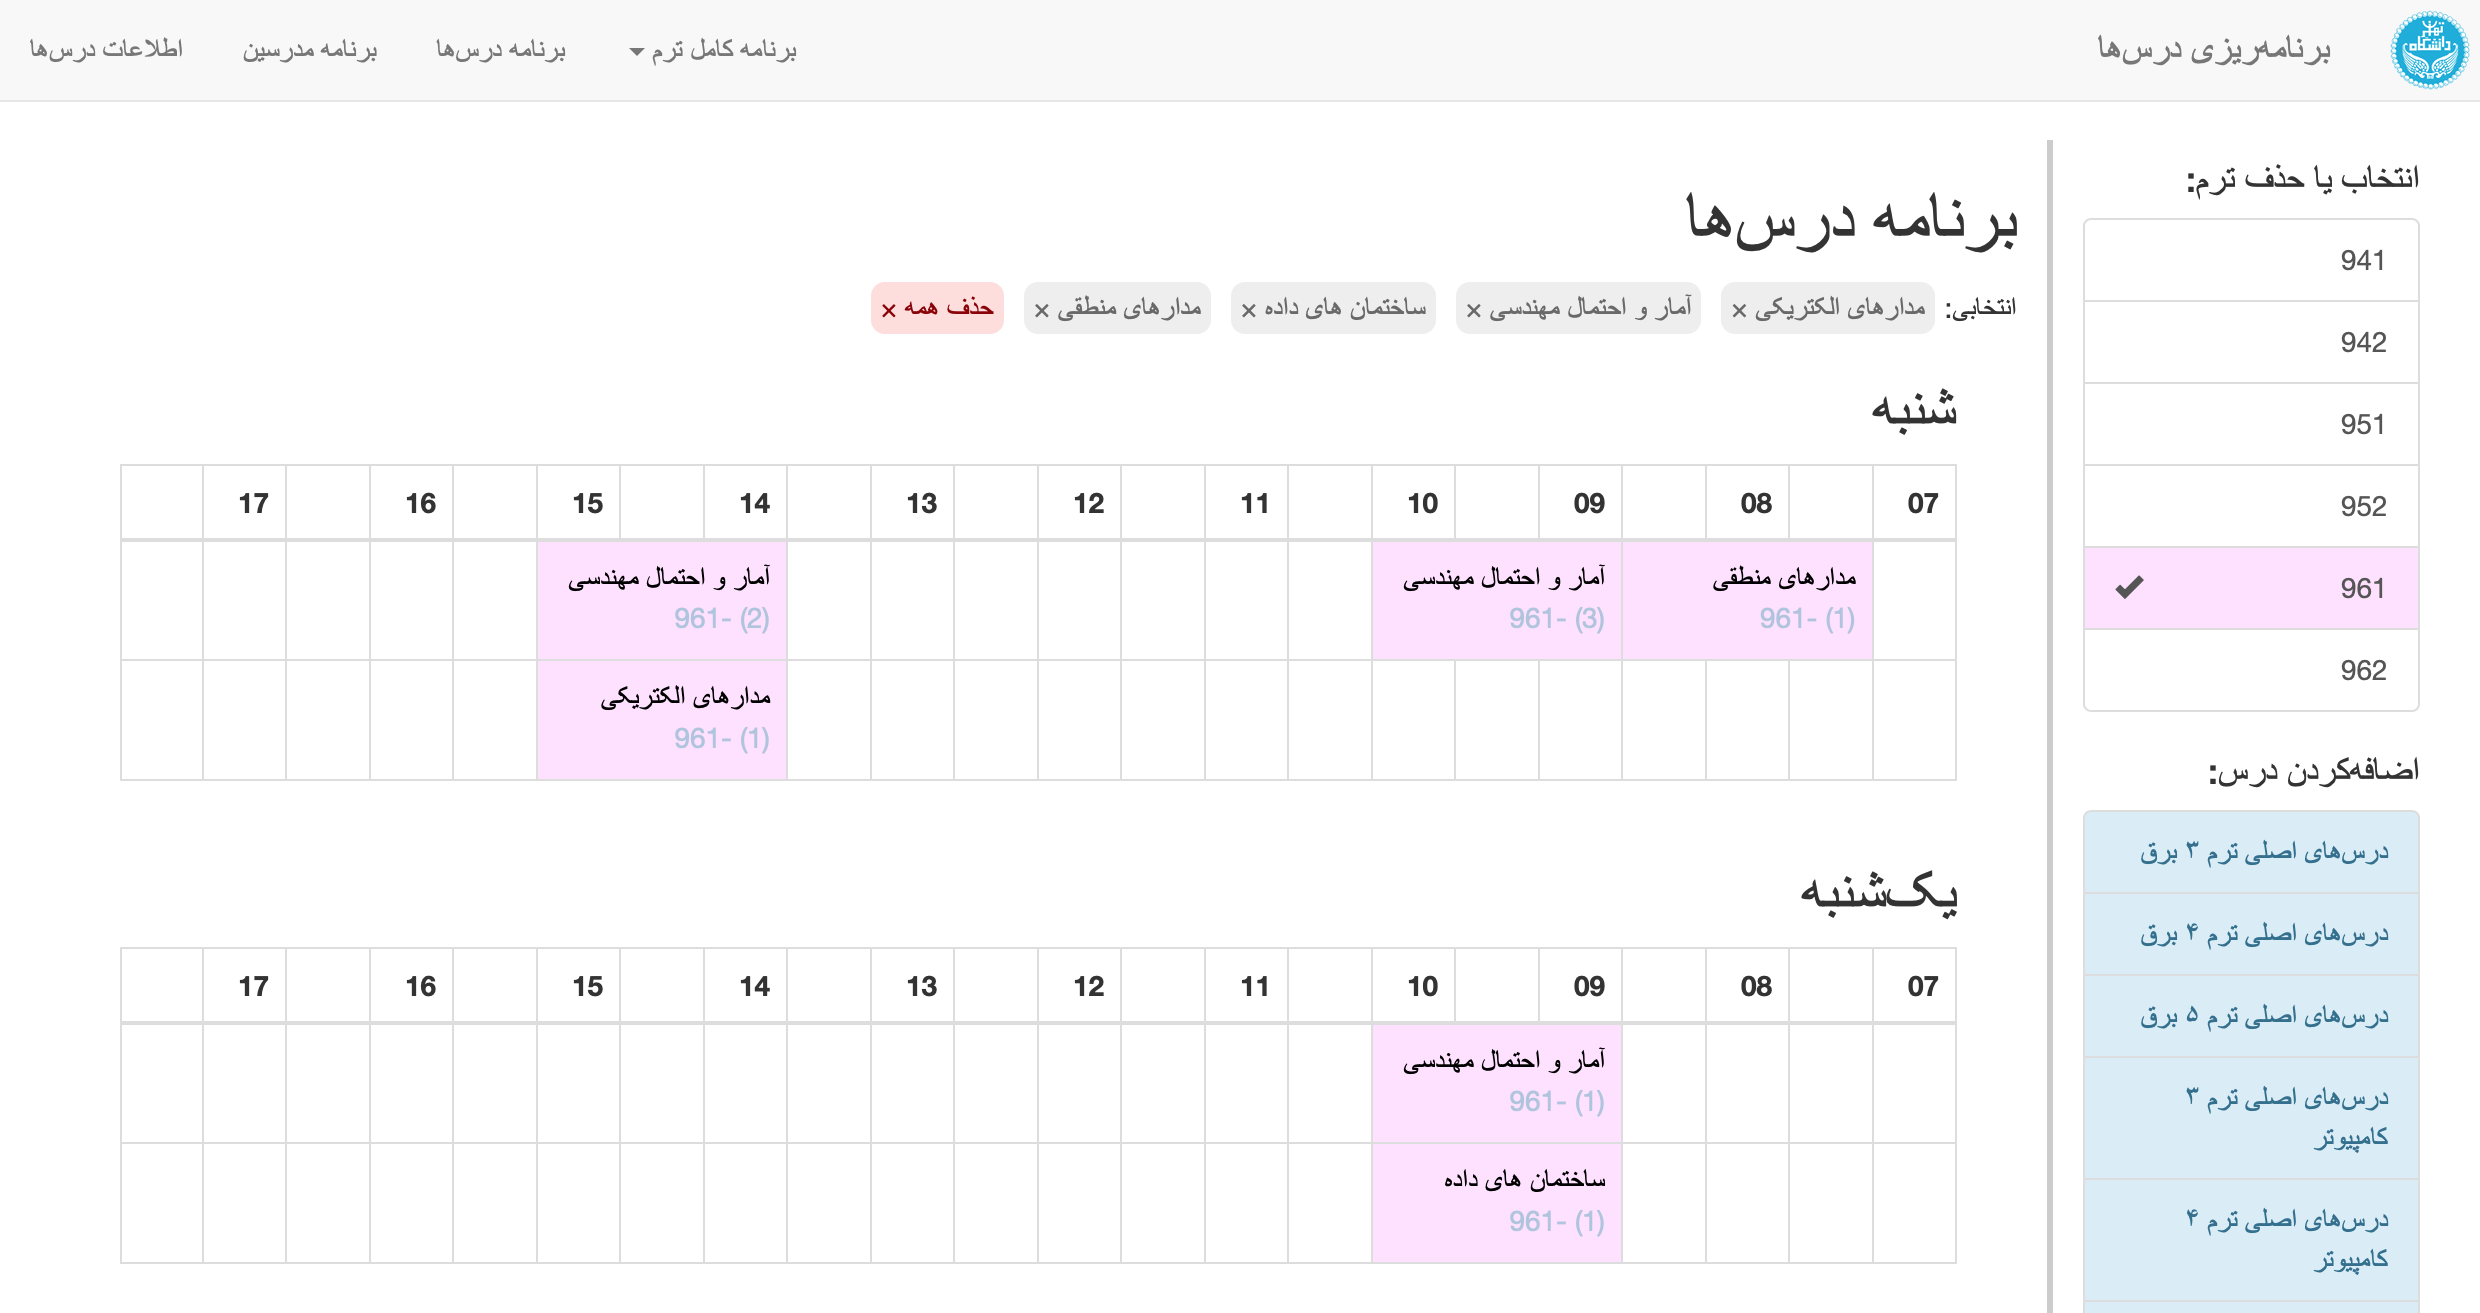 برنامه‌ریزی درس‌ها
برنامه کامل ترم
برنامه درس‌ها
برنامه مدرسین
اطلاعات درس‌ها
انتخاب یا حذف ترم:
941
942
951
952
961
962
اضافه‌کردن درس:
درس‌های اصلی ترم ۳ برق
درس‌های اصلی ترم ۴ برق
درس‌های اصلی ترم ۵ برق
درس‌های اصلی ترم ۳
کامپیوتر
درس‌های اصلی ترم ۴
کامپیوتر
برنامه درس‌ها
انتخابی: مدارهای الکتریکی × آمار و احتمال مهندسی × ساختمان های داده × مدارهای منطقی × حذف همه ×
شنبه
07 08 09 10 11 12 13 14 15 16 17
مدارهای منطقی
961- (1)
آمار و احتمال مهندسی
961- (3)
آمار و احتمال مهندسی
961- (2)
مدارهای الکتریکی
961- (1)
یک‌شنبه
07 08 09 10 11 12 13 14 15 16 17
آمار و احتمال مهندسی
961- (1)
ساختمان های داده
961- (1)